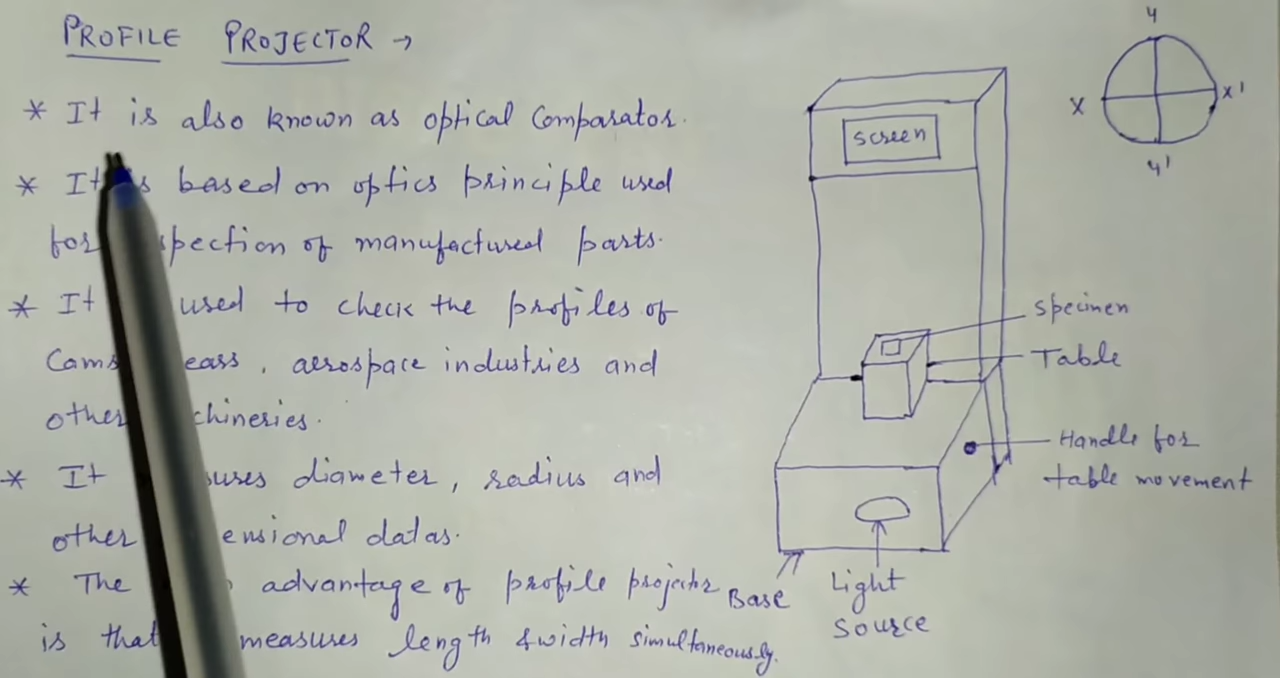 PROFILE PROJECTOR →
* It is also known as optical Comparator.
* It is based on optics principle used
for pection of manufactured parts.
* It used to check the profiles of
Cams ears, aerospace industries and
other chineries.
* It sures diameter, radius and
other ensional datas.
* The advantage of profile projector
is that measures length & width simultaneously.
Screen
Specimen
Table
Handle for
table movement
Base
Light
Source
y
x
x'
y'